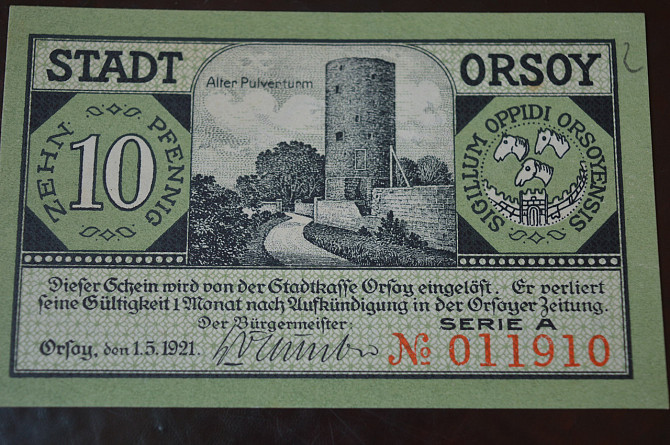 STADT ORSOY
Alter Pulverturm
ZEHN 10 PFENNIG
SIGILLUM OPPIDI ORSOYENSIS
Dieser Schein wird von der Stadtkasse Orsoy eingelöst. Er verliert
seine Gültigkeit 1 Monat nach Aufkündigung in der Orsoyer Zeitung.
Der Bürgermeister:
SERIE A
Orsoy, den 1.5.1921.
№ 011910
2